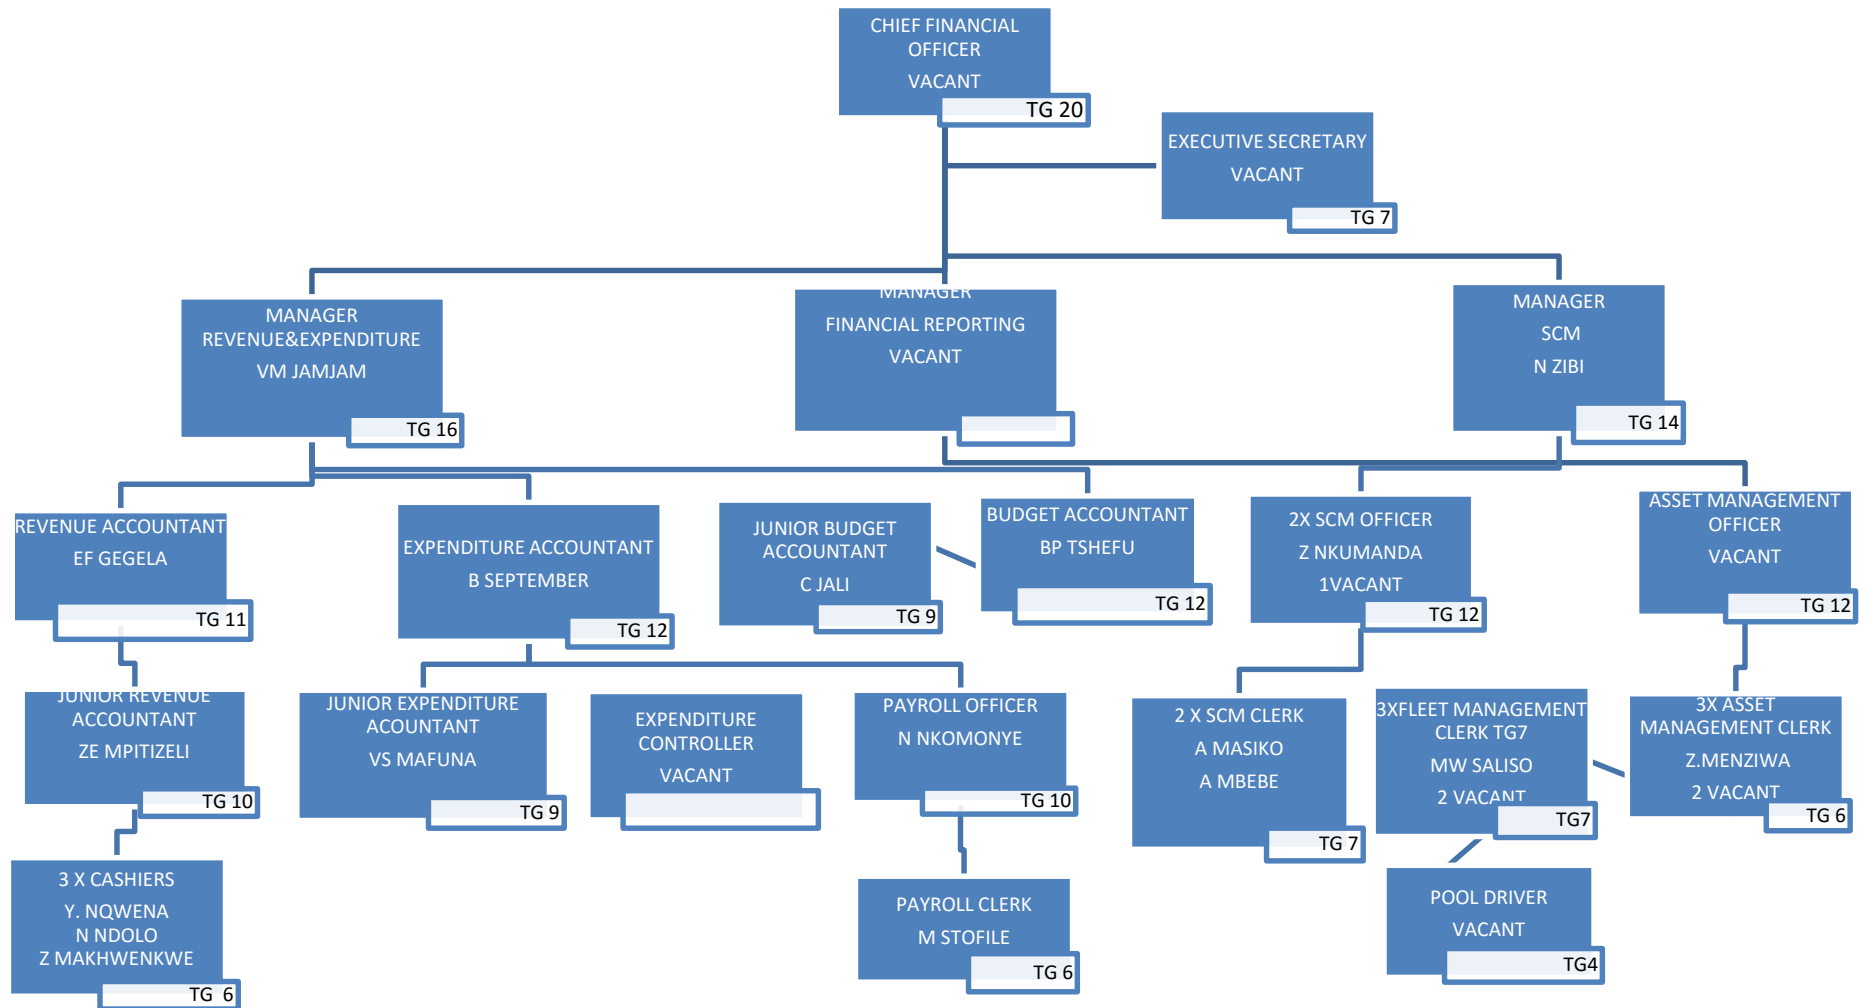 CHIEF FINANCIAL
OFFICER
VACANT
TG 20
EXECUTIVE SECRETARY
VACANT
TG 7
MANAGER
REVENUE&EXPENDITURE
VM JAMJAM
TG 16
MANAGER
FINANCIAL REPORTING
VACANT
MANAGER
SCM
N ZIBI
TG 14
REVENUE ACCOUNTANT
EF GEGELA
TG 11
EXPENDITURE ACCOUNTANT
B SEPTEMBER
TG 12
JUNIOR BUDGET
ACCOUNTANT
C JALI
TG 9
BUDGET ACCOUNTANT
BP TSHEFU
TG 12
2X SCM OFFICER
Z NKUMANDA
1VACANT
TG 12
ASSET MANAGEMENT
OFFICER
VACANT
TG 12
JUNIOR REVENUE
ACCOUNTANT
ZE MPITIZELI
TG 10
JUNIOR EXPENDITURE
ACOUNTANT
VS MAFUNA
TG 9
EXPENDITURE
CONTROLLER
VACANT
PAYROLL OFFICER
N NKOMONYE
TG 10
2 X SCM CLERK
A MASIKO
A MBEBE
TG 7
3XFLEET MANAGEMENT
CLERK TG7
MW SALISO
2 VACANT
TG7
3X ASSET
MANAGEMENT CLERK
Z.MENZIWA
2 VACANT
TG 6
3 X CASHIERS
Y. NQWENA
N NDOLO
Z MAKHWENKWE
TG 6
PAYROLL CLERK
M STOFILE
TG 6
POOL DRIVER
VACANT
TG4